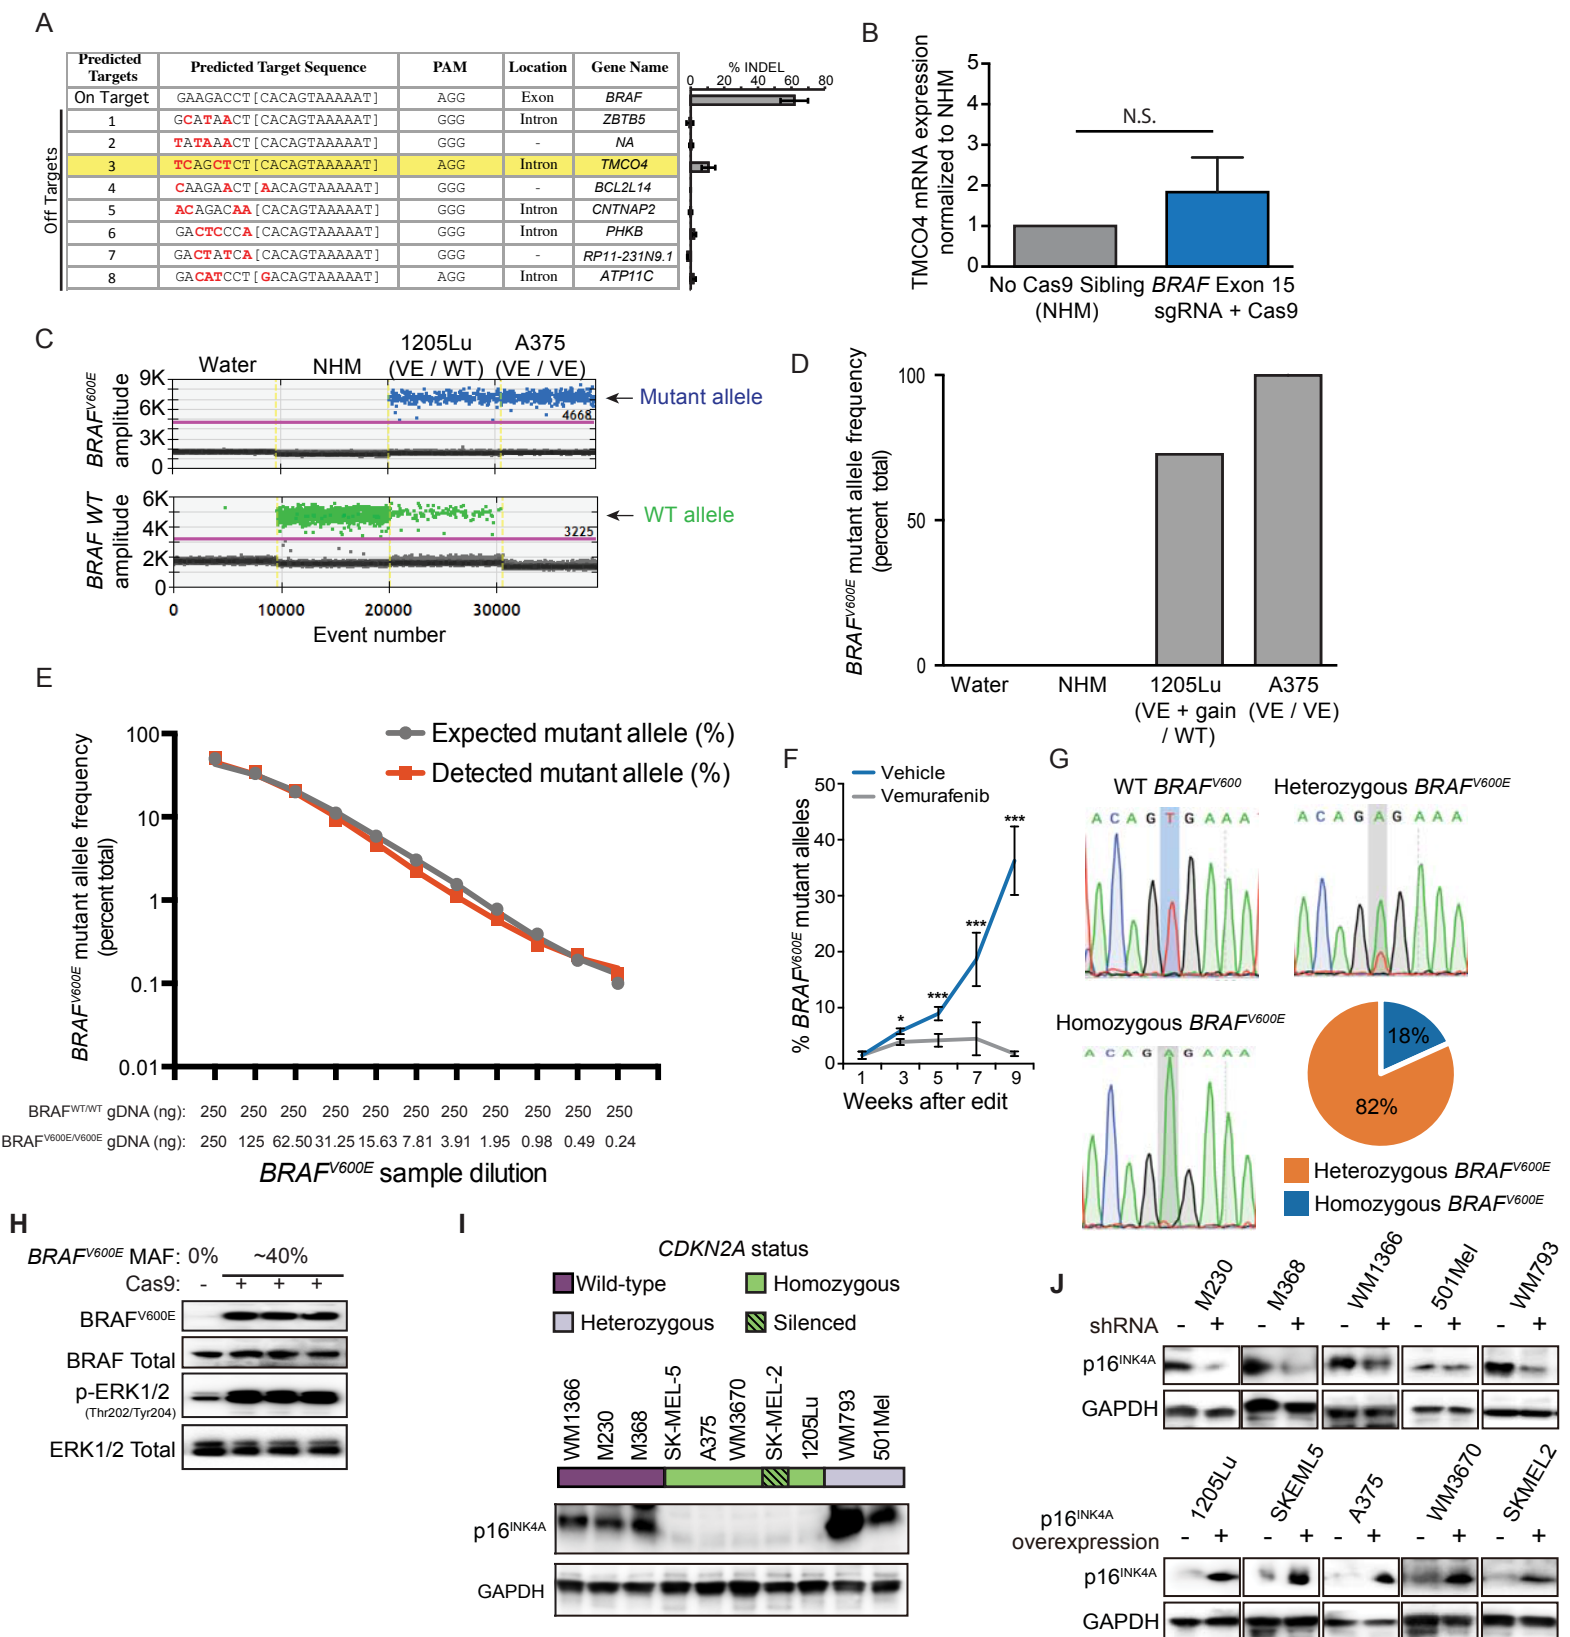 A
Predicted Targets | Predicted Target Sequence | PAM | Location | Gene Name
On Target | GAAGACCT[CACAGTAAAAAT] | AGG | Exon | BRAF
1 | GCATAACT[CACAGTAAAAAT] | GGG | Intron | ZBTB5
2 | TATAAACT[CACAGTAAAAAT] | GGG | - | NA
3 | TCAGCTCT[CACAGTAAAAAT] | AGG | Intron | TMCO4
4 | CAAGAACT[AACAGTAAAAAT] | GGG | - | BCL2L14
5 | ACAGACAA[CACAGTAAAAAT] | GGG | Intron | CNTNAP2
6 | GACTCCCA[CACAGTAAAAAT] | GGG | Intron | PHKB
7 | GACTATCA[CACAGTAAAAAT] | GGG | - | RP11-231N9.1
8 | GACATCCT[GACAGTAAAAAT] | AGG | Intron | ATP11C
Off Targets
% INDEL
0 20 40 60 80
B
TMCO4 mRNA expression
normalized to NHM
5
4
3
2
1
0
N.S.
No Cas9 Sibling
(NHM)
BRAF Exon 15
sgRNA + Cas9
C
Water
NHM
1205Lu
(VE / WT)
A375
(VE / VE)
BRAFV600E
amplitude
9K
6K
3K
0
4668
Mutant allele
BRAF WT
amplitude
6K
4K
2K
0
3225
WT allele
0 10000 20000 30000
Event number
D
BRAFV600E mutant allele frequency
(percent total)
100
50
0
Water
NHM
1205Lu
(VE + gain
/ WT)
A375
(VE / VE)
E
BRAFV600E mutant allele frequency
(percent total)
100
10
1
0.1
0.01
Expected mutant allele (%)
Detected mutant allele (%)
BRAFWT/WT gDNA (ng): 250 250 250 250 250 250 250 250 250 250 250
BRAFV600E/V600E gDNA (ng): 250 125 62.50 31.25 15.63 7.81 3.91 1.95 0.98 0.49 0.24
BRAFV600E sample dilution
F
Vehicle
Vemurafenib
% BRAFV600E mutant alleles
50
40
30
20
10
0
*
***
***
***
1 3 5 7 9
Weeks after edit
G
WT BRAFV600
A C A G T G A A A
Heterozygous BRAFV600E
A C A G A G A A A
Homozygous BRAFV600E
A C A G A G A A A
18%
82%
Heterozygous BRAFV600E
Homozygous BRAFV600E
H
BRAFV600E MAF: 0% ~40%
Cas9: - + + +
BRAFV600E
BRAF Total
p-ERK1/2
(Thr202/Tyr204)
ERK1/2 Total
I
CDKN2A status
Wild-type
Homozygous
Heterozygous
Silenced
WM1366 M230 M368 SK-MEL-5 A375 WM3670 SK-MEL-2 1205Lu WM793 501Mel
p16INK4A
GAPDH
J
M230 M368 WM1366 501Mel WM793
shRNA - + - + - + - + - +
p16INK4A
GAPDH
1205Lu SKEML5 A375 WM3670 SKMEL2
p16INK4A
overexpression - + - + - + - + - +
p16INK4A
GAPDH